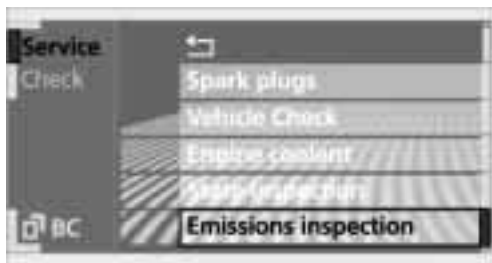 Service
Check
Spark plugs
Vehicle Check
Engine coolant
Emissions inspection
BC